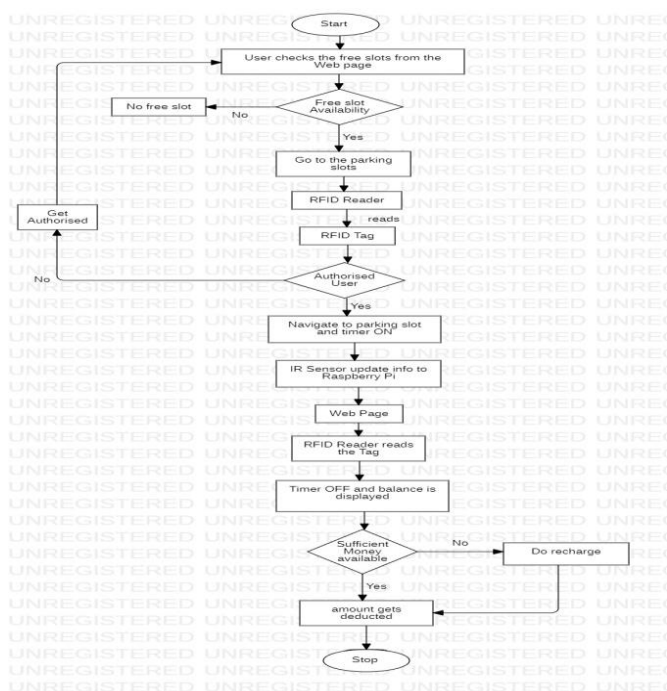 Start
User checks the free slots from the
Web page
Free slot
Availability
No
No free slot
Yes
Go to the parking
slots
RFID Reader
reads
RFID Tag
Get
Authorised
Authorised
User
No
Yes
Navigate to parking slot
and timer ON
IR Sensor update info to
Raspberry Pi
Web Page
RFID Reader reads
the Tag
Timer OFF and balance is
displayed
Sufficient
Money
available
No
Do recharge
Yes
amount gets
deducted
Stop
UNREGISTERED